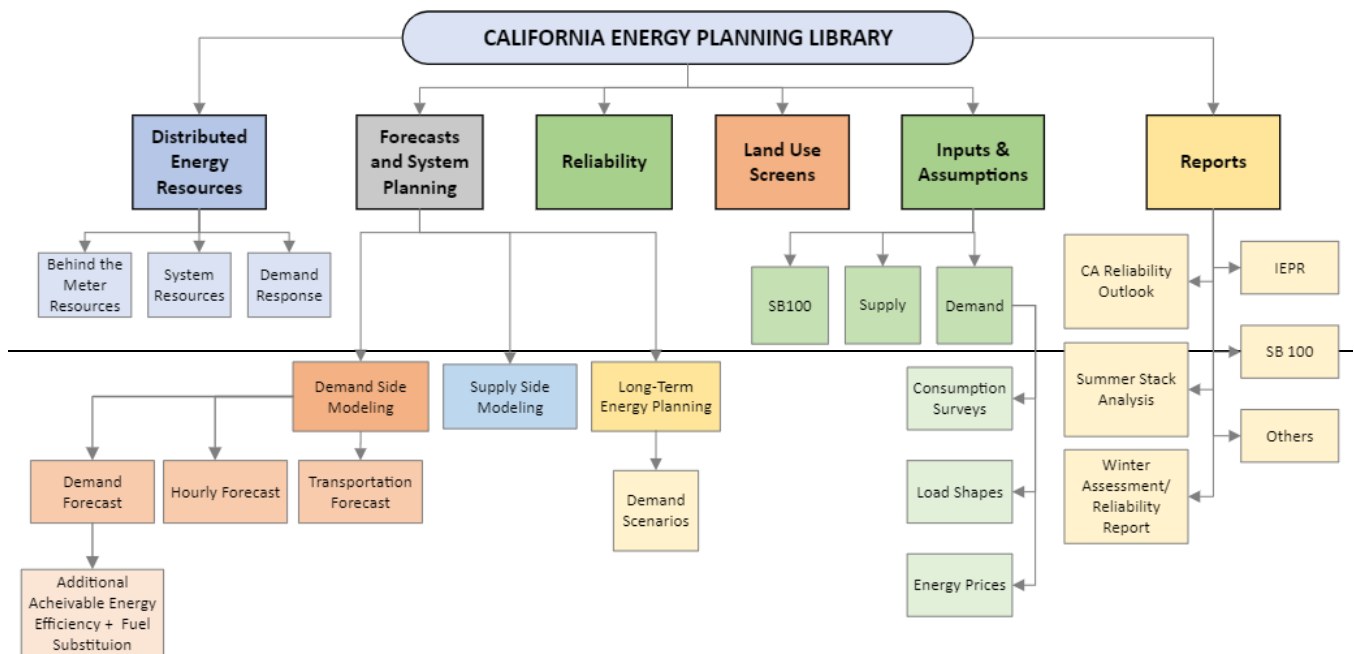 CALIFORNIA ENERGY PLANNING LIBRARY
Distributed
Energy
Resources
Forecasts
and System
Planning
Reliability
Land Use
Screens
Inputs &
Assumptions
Reports
Behind the
Meter
Resources
System
Resources
Demand
Response
SB100
Supply
Demand
CA Reliability
Outlook
IEPR
Demand Side
Modeling
Supply Side
Modeling
Long-Term
Energy Planning
Consumption
Surveys
Summer Stack
Analysis
SB 100
Demand
Forecast
Hourly Forecast
Transportation
Forecast
Demand
Scenarios
Load Shapes
Winter
Assessment/
Reliability
Report
Others
Additional
Acheivable Energy
Efficiency + Fuel
Substituion
Energy Prices